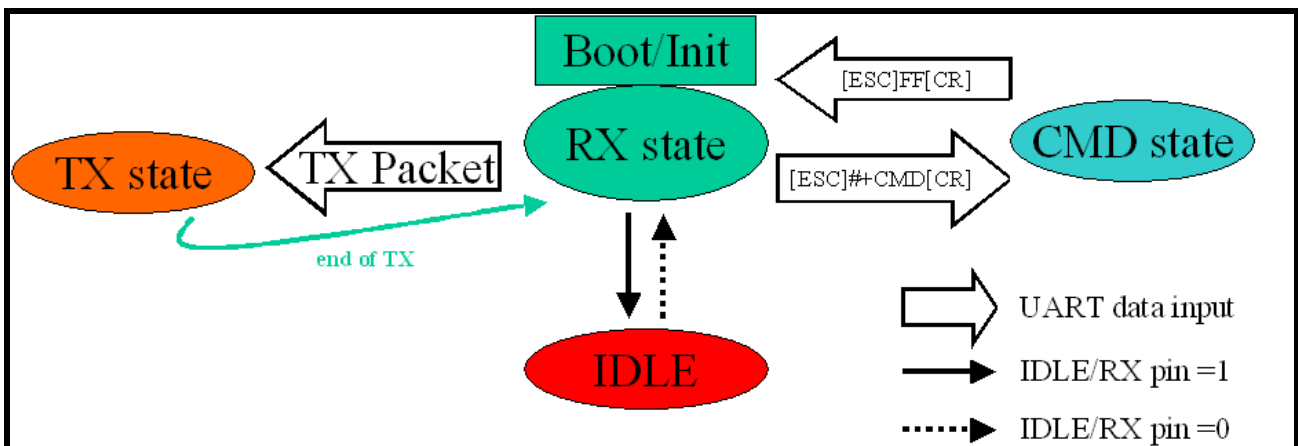 Boot/Init
[ESC]FF[CR]
RX state
CMD state
TX state
TX Packet
[ESC]#+CMD[CR]
end of TX
IDLE
UART data input
IDLE/RX pin =1
IDLE/RX pin =0